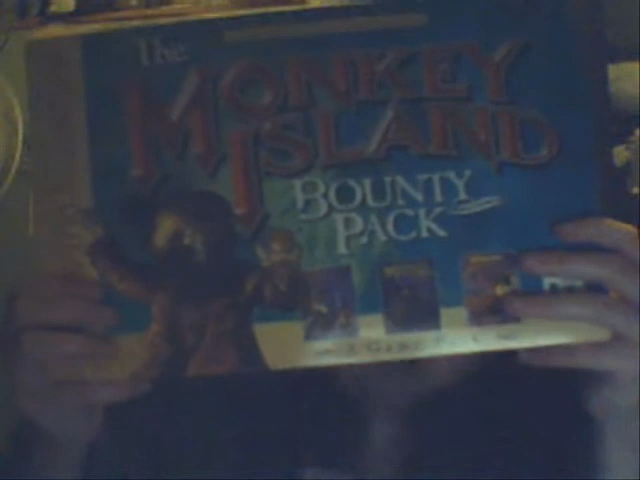 The
MONKEY
ISLAND
BOUNTY
PACK